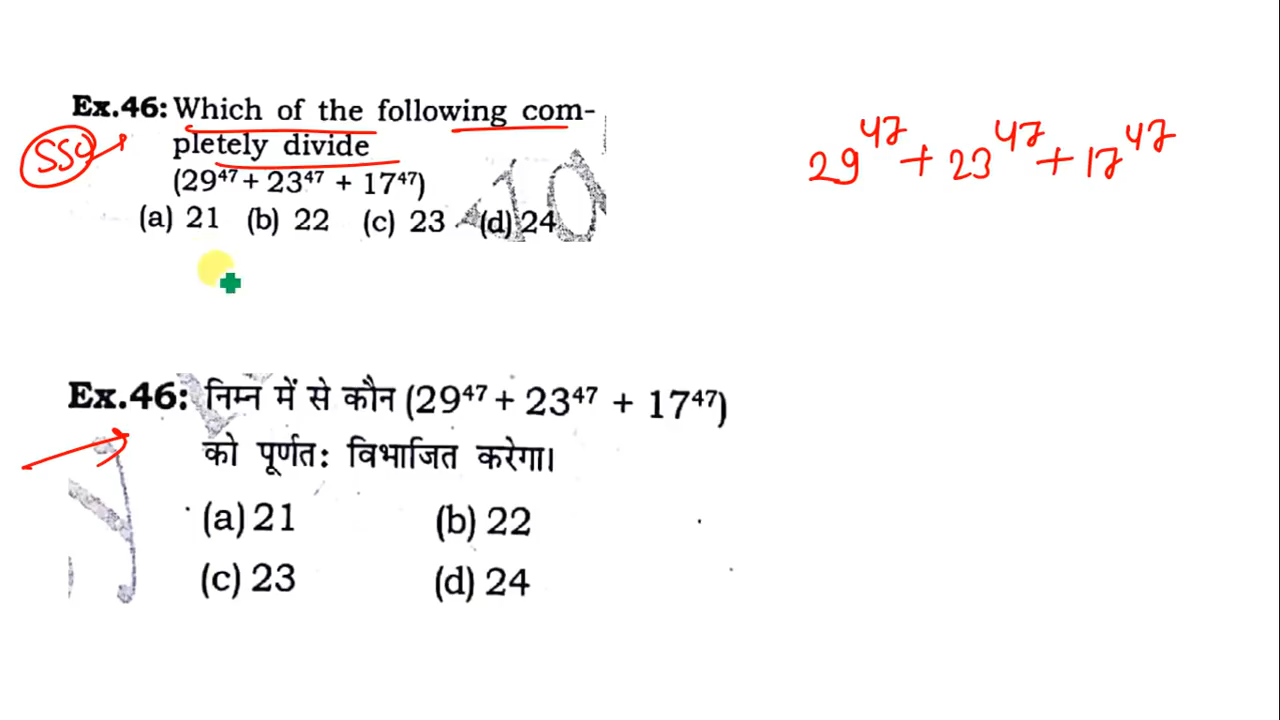 Ex.46: Which of the following com-
pletely divide
(29⁴⁷ + 23⁴⁷ + 17⁴⁷)
(a) 21 (b) 22 (c) 23 (d) 24
SSC
29⁴⁷ + 23⁴⁷ + 17⁴⁷
Ex.46: निम्न में से कौन (29⁴⁷ + 23⁴⁷ + 17⁴⁷)
को पूर्णत: विभाजित करेगा।
(a) 21 (b) 22
(c) 23 (d) 24